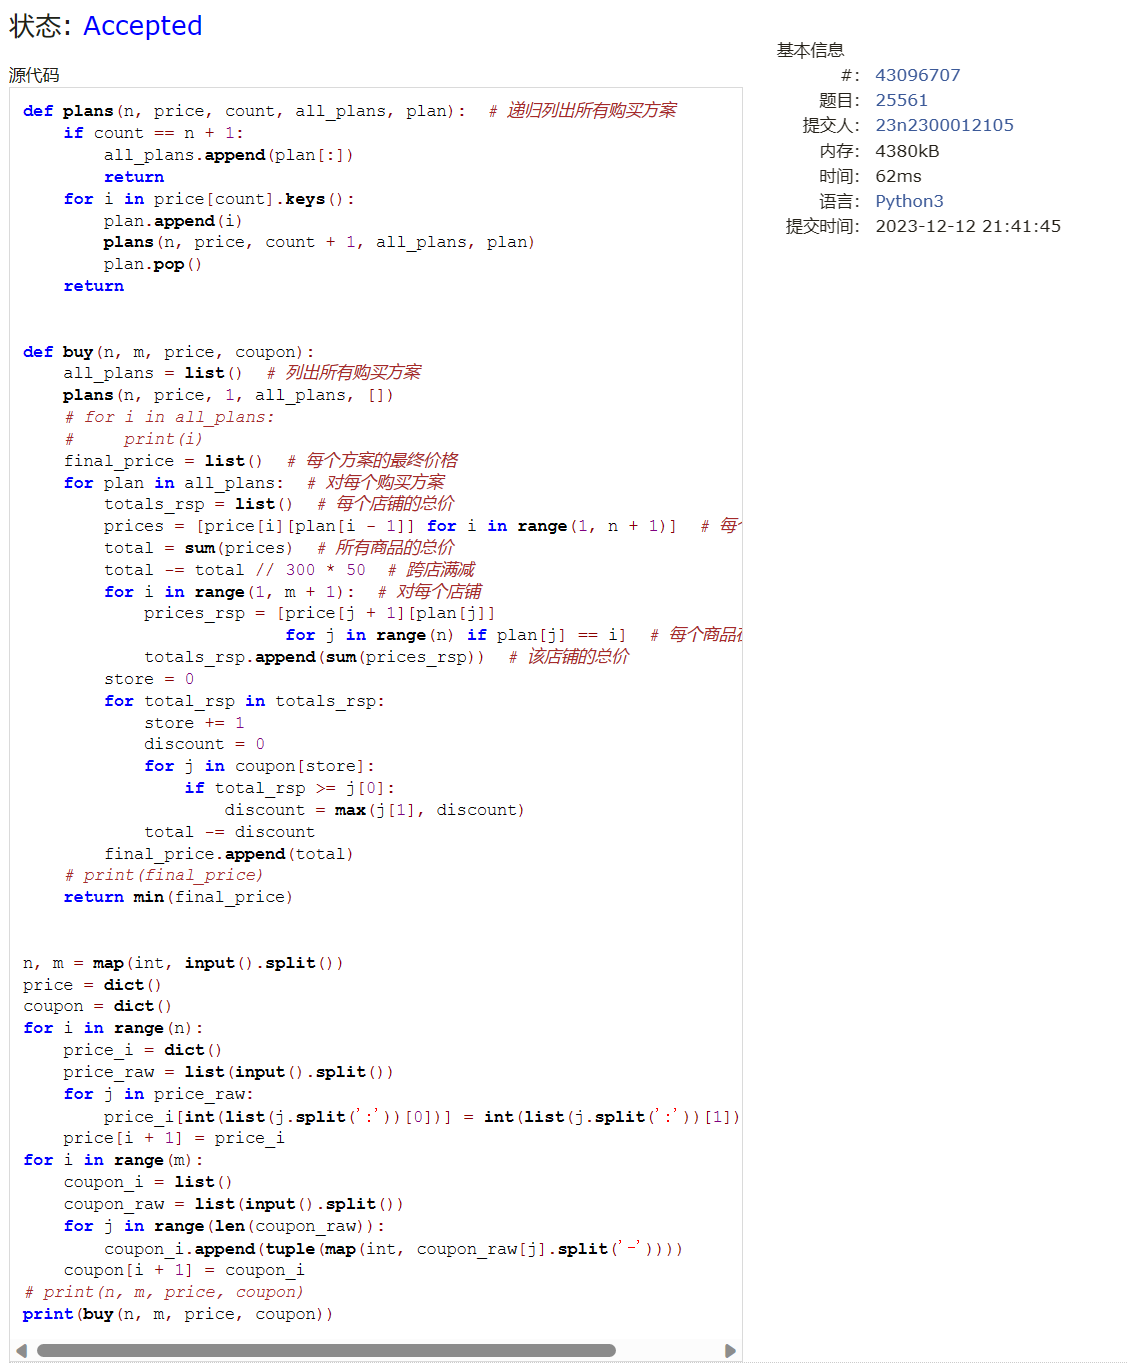 状态: Accepted
源代码
def plans(n, price, count, all_plans, plan):  # 递归列出所有购买方案
    if count == n + 1:
        all_plans.append(plan[:])
        return
    for i in price[count].keys():
        plan.append(i)
        plans(n, price, count + 1, all_plans, plan)
        plan.pop()
    return
def buy(n, m, price, coupon):
    all_plans = list()  # 列出所有购买方案
    plans(n, price, 1, all_plans, [])
    # for i in all_plans:
    #     print(i)
    final_price = list()  # 每个方案的最终价格
    for plan in all_plans:  # 对每个购买方案
        totals_rsp = list()  # 每个店铺的总价
        prices = [price[i][plan[i - 1]] for i in range(1, n + 1)]  # 每
        total = sum(prices)  # 所有商品的总价
        total -= total // 300 * 50  # 跨店满减
        for i in range(1, m + 1):  # 对每个店铺
            prices_rsp = [price[j + 1][plan[j]]
                          for j in range(n) if plan[j] == i]  # 每个商品在
            totals_rsp.append(sum(prices_rsp))  # 该店铺的总价
        store = 0
        for total_rsp in totals_rsp:
            store += 1
            discount = 0
            for j in coupon[store]:
                if total_rsp >= j[0]:
                    discount = max(j[1], discount)
            total -= discount
        final_price.append(total)
    # print(final_price)
    return min(final_price)
n, m = map(int, input().split())
price = dict()
coupon = dict()
for i in range(n):
    price_i = dict()
    price_raw = list(input().split())
    for j in price_raw:
        price_i[int(list(j.split(':'))[0])] = int(list(j.split(':'))[1])
    price[i + 1] = price_i
for i in range(m):
    coupon_i = list()
    coupon_raw = list(input().split())
    for j in range(len(coupon_raw)):
        coupon_i.append(tuple(map(int, coupon_raw[j].split('-'))))
    coupon[i + 1] = coupon_i
# print(n, m, price, coupon)
print(buy(n, m, price, coupon))
基本信息
#: 43096707
题目: 25561
提交人: 23n2300012105
内存: 4380kB
时间: 62ms
语言: Python3
提交时间: 2023-12-12 21:41:45